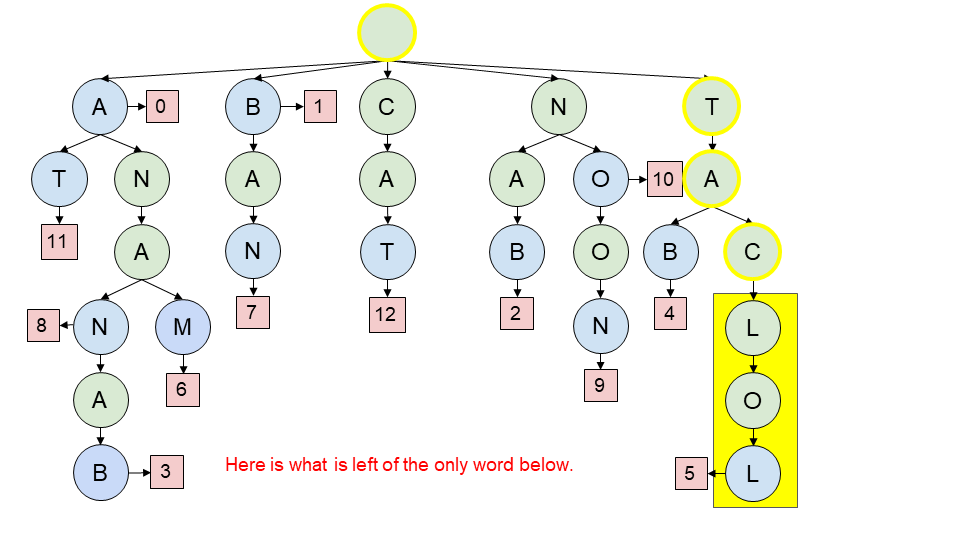 A 0 B 1 C N T
T N A A A O 10 A
11 A N T B O B C
8 N M 7 12 2 N 4 L
A 6 9 O
B 3 Here is what is left of the only word below. 5 L